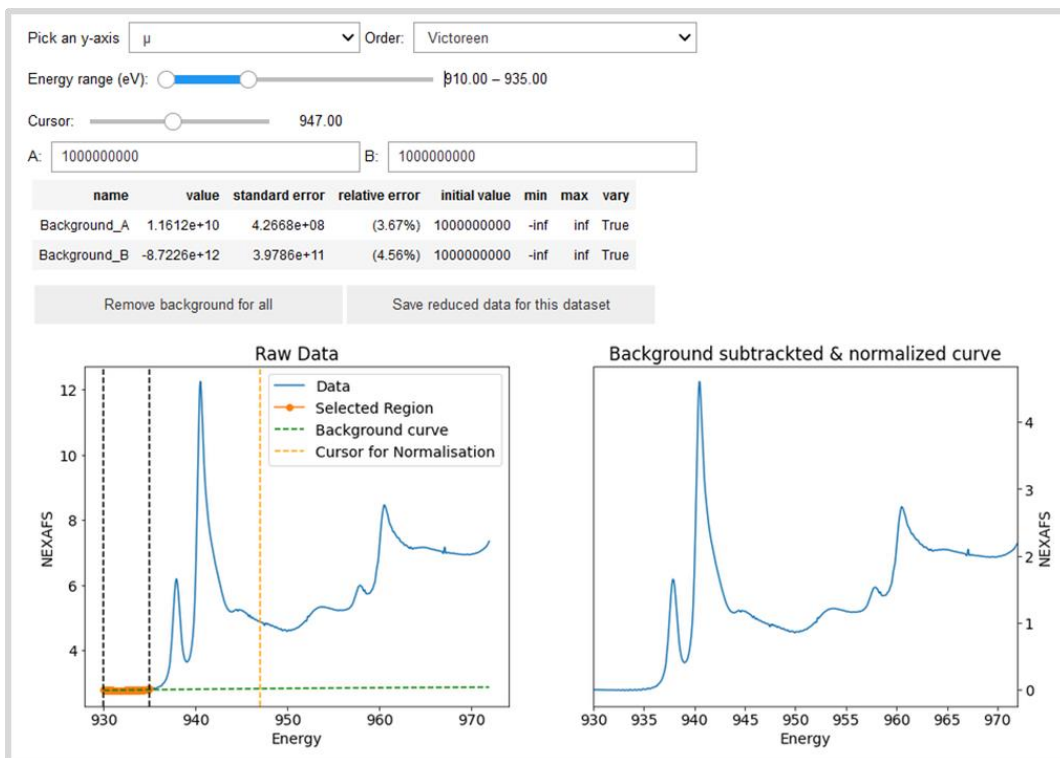 Pick an y-axis μ Order: Victoreen
Energy range (eV): 910.00 – 935.00
Cursor: 947.00
A: 1000000000 B: 1000000000
name value standard error relative error initial value min max vary
Background_A 1.1612e+10 4.2668e+08 (3.67%) 1000000000 -inf inf True
Background_B -8.7226e+12 3.9786e+11 (4.56%) 1000000000 -inf inf True
Remove background for all Save reduced data for this dataset
Raw Data
Data
Selected Region
Background curve
Cursor for Normalisation
12
10
8
6
4
NEXAFS
930 940 950 960 970
Energy
Background subtrackted & normalized curve
4
3
2
1
0
NEXAFS
930 935 940 945 950 955 960 965 970
Energy